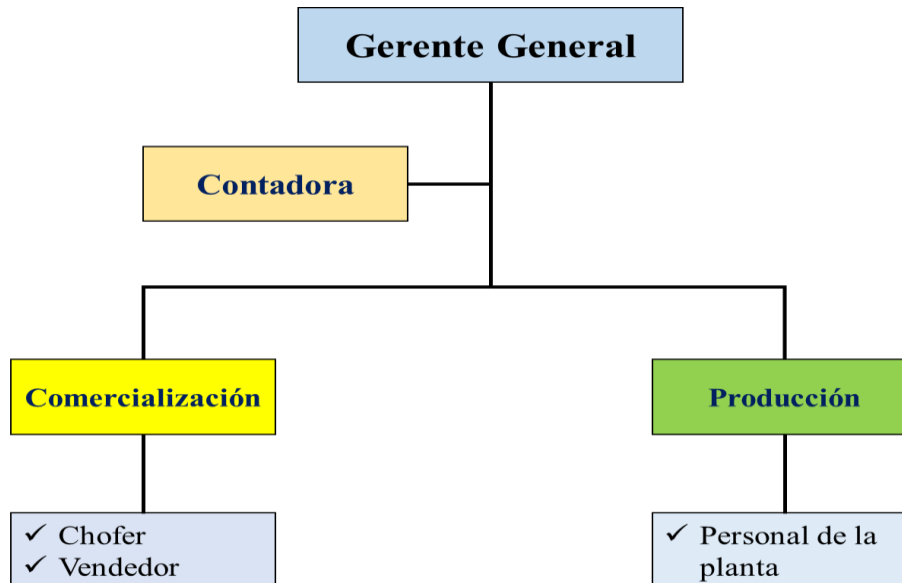 Gerente General
Contadora
Comercialización
Producción
✓ Chofer
✓ Vendedor
✓ Personal de la
planta